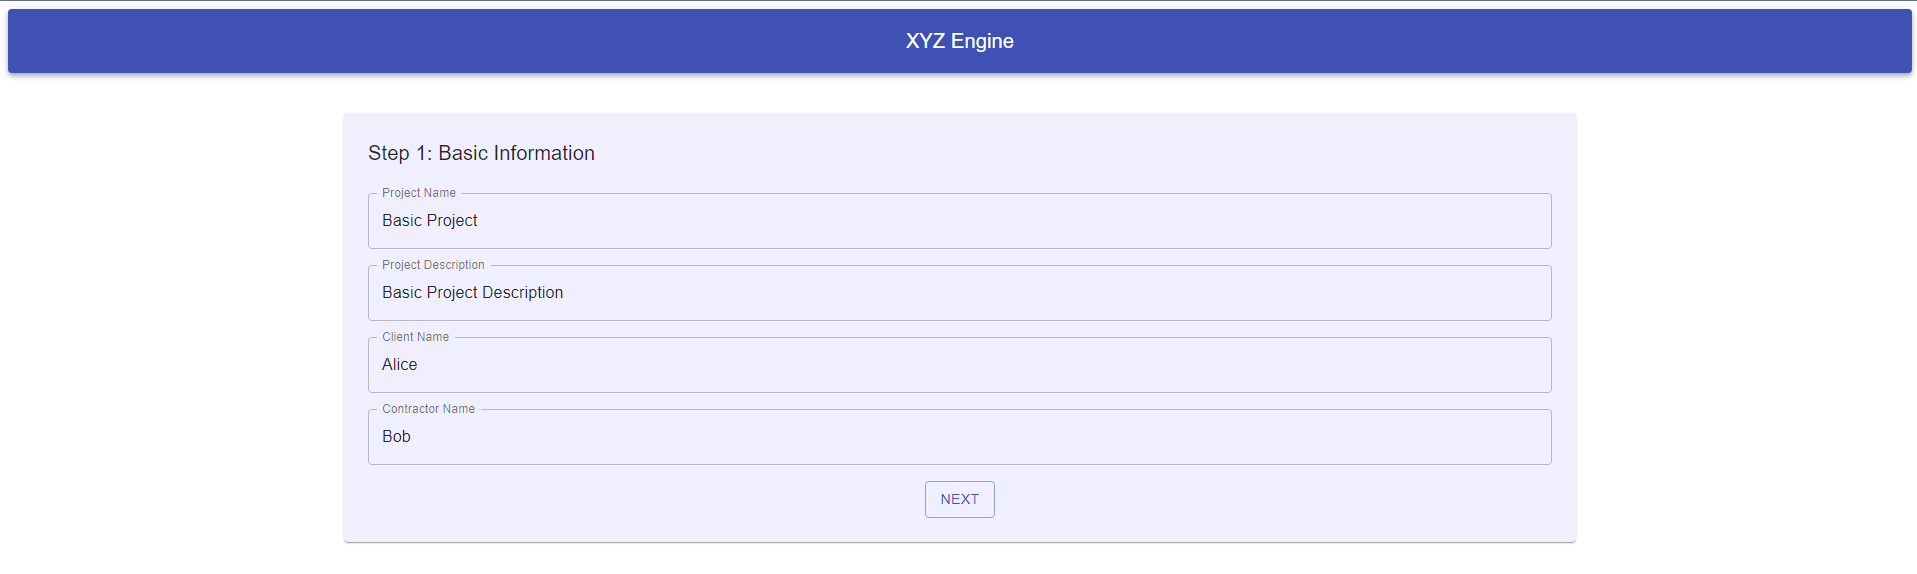 XYZ Engine
Step 1: Basic Information
Project Name
Basic Project
Project Description
Basic Project Description
Client Name
Alice
Contractor Name
Bob
NEXT